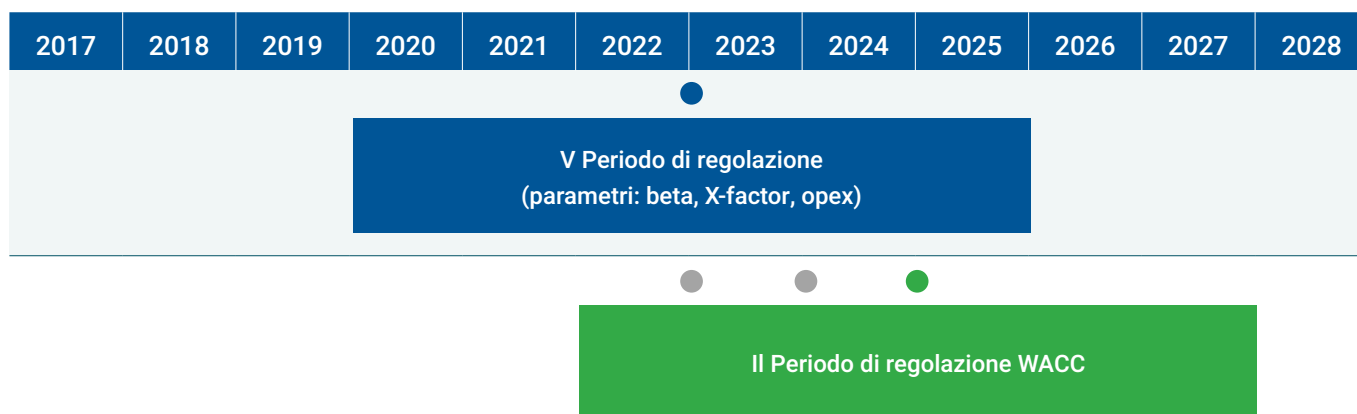 2017 2018 2019 2020 2021 2022 2023 2024 2025 2026 2027 2028
V Periodo di regolazione
(parametri: beta, X-factor, opex)
II Periodo di regolazione WACC